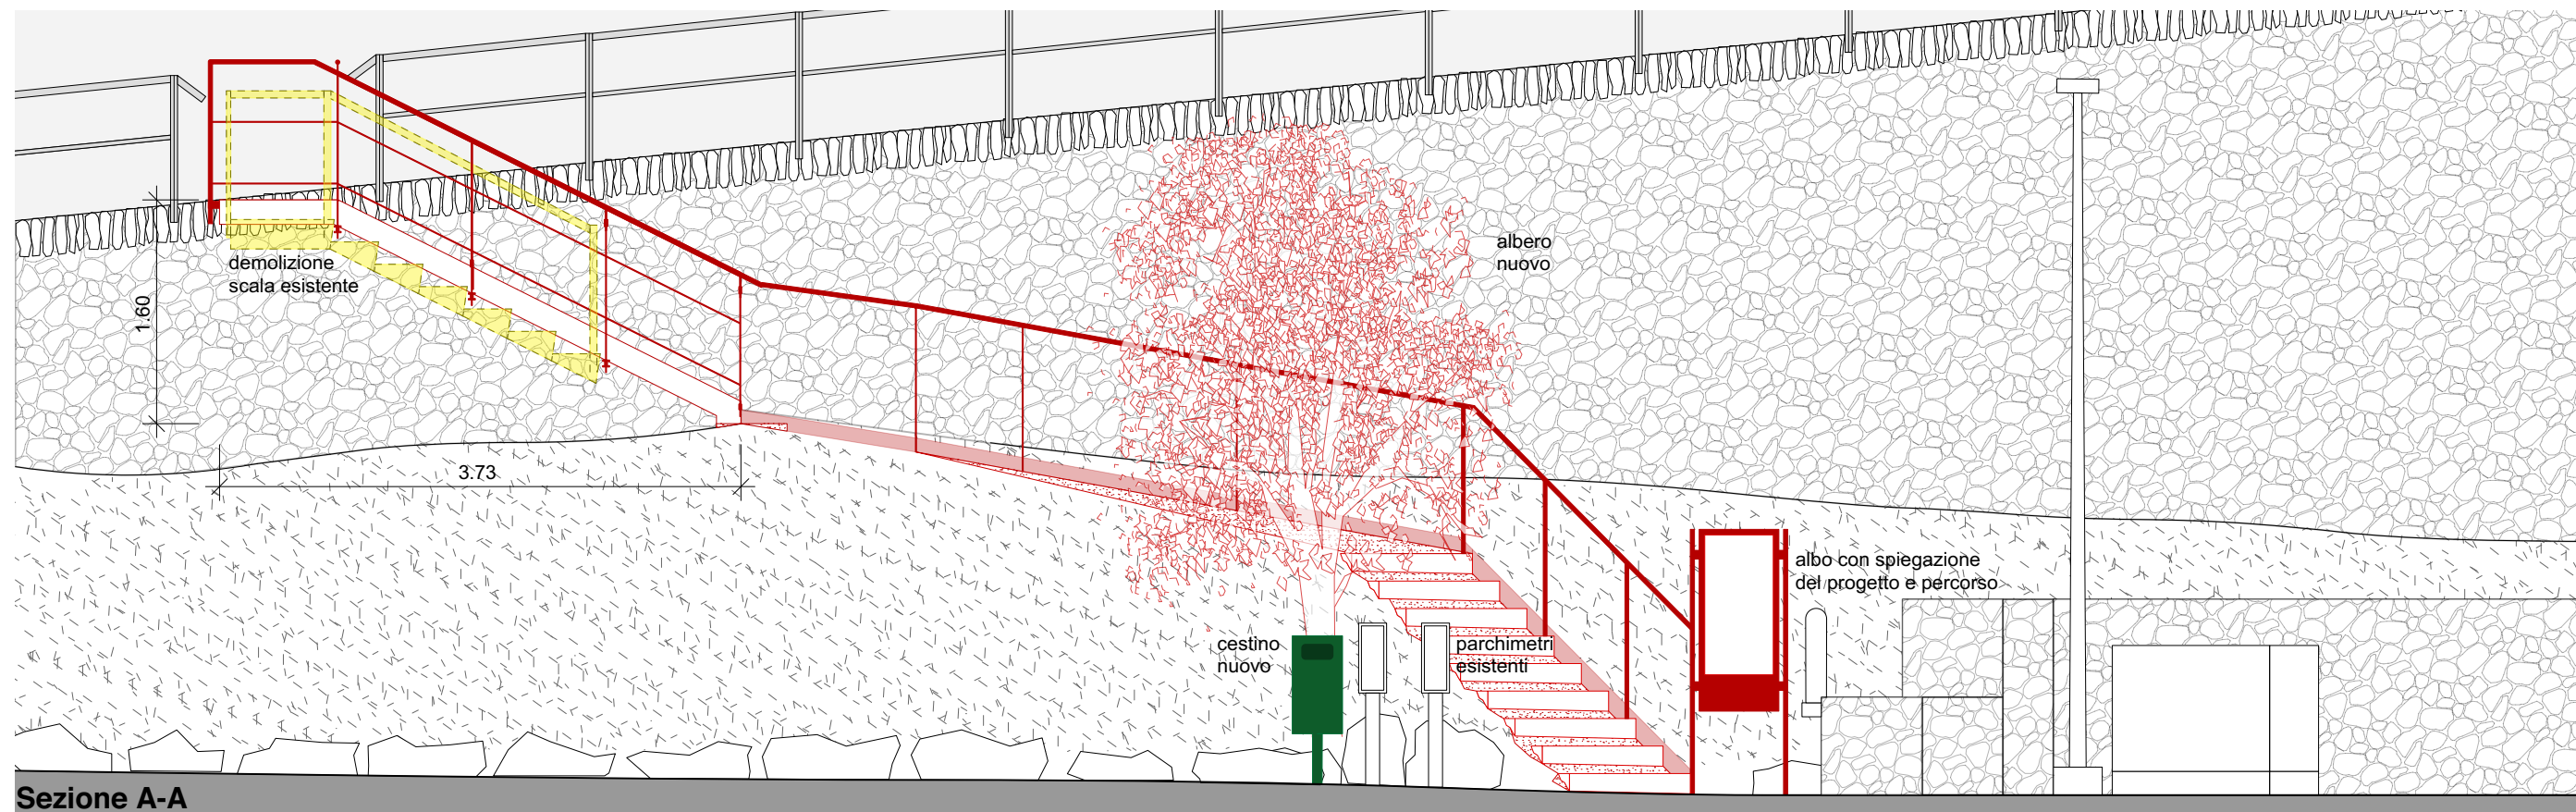 albero
nuovo
demolizione
scala esistente
1.60
3.73
albo con spiegazione
del progetto e percorso
cestino
nuovo
parchimetri
esistenti
Sezione A-A